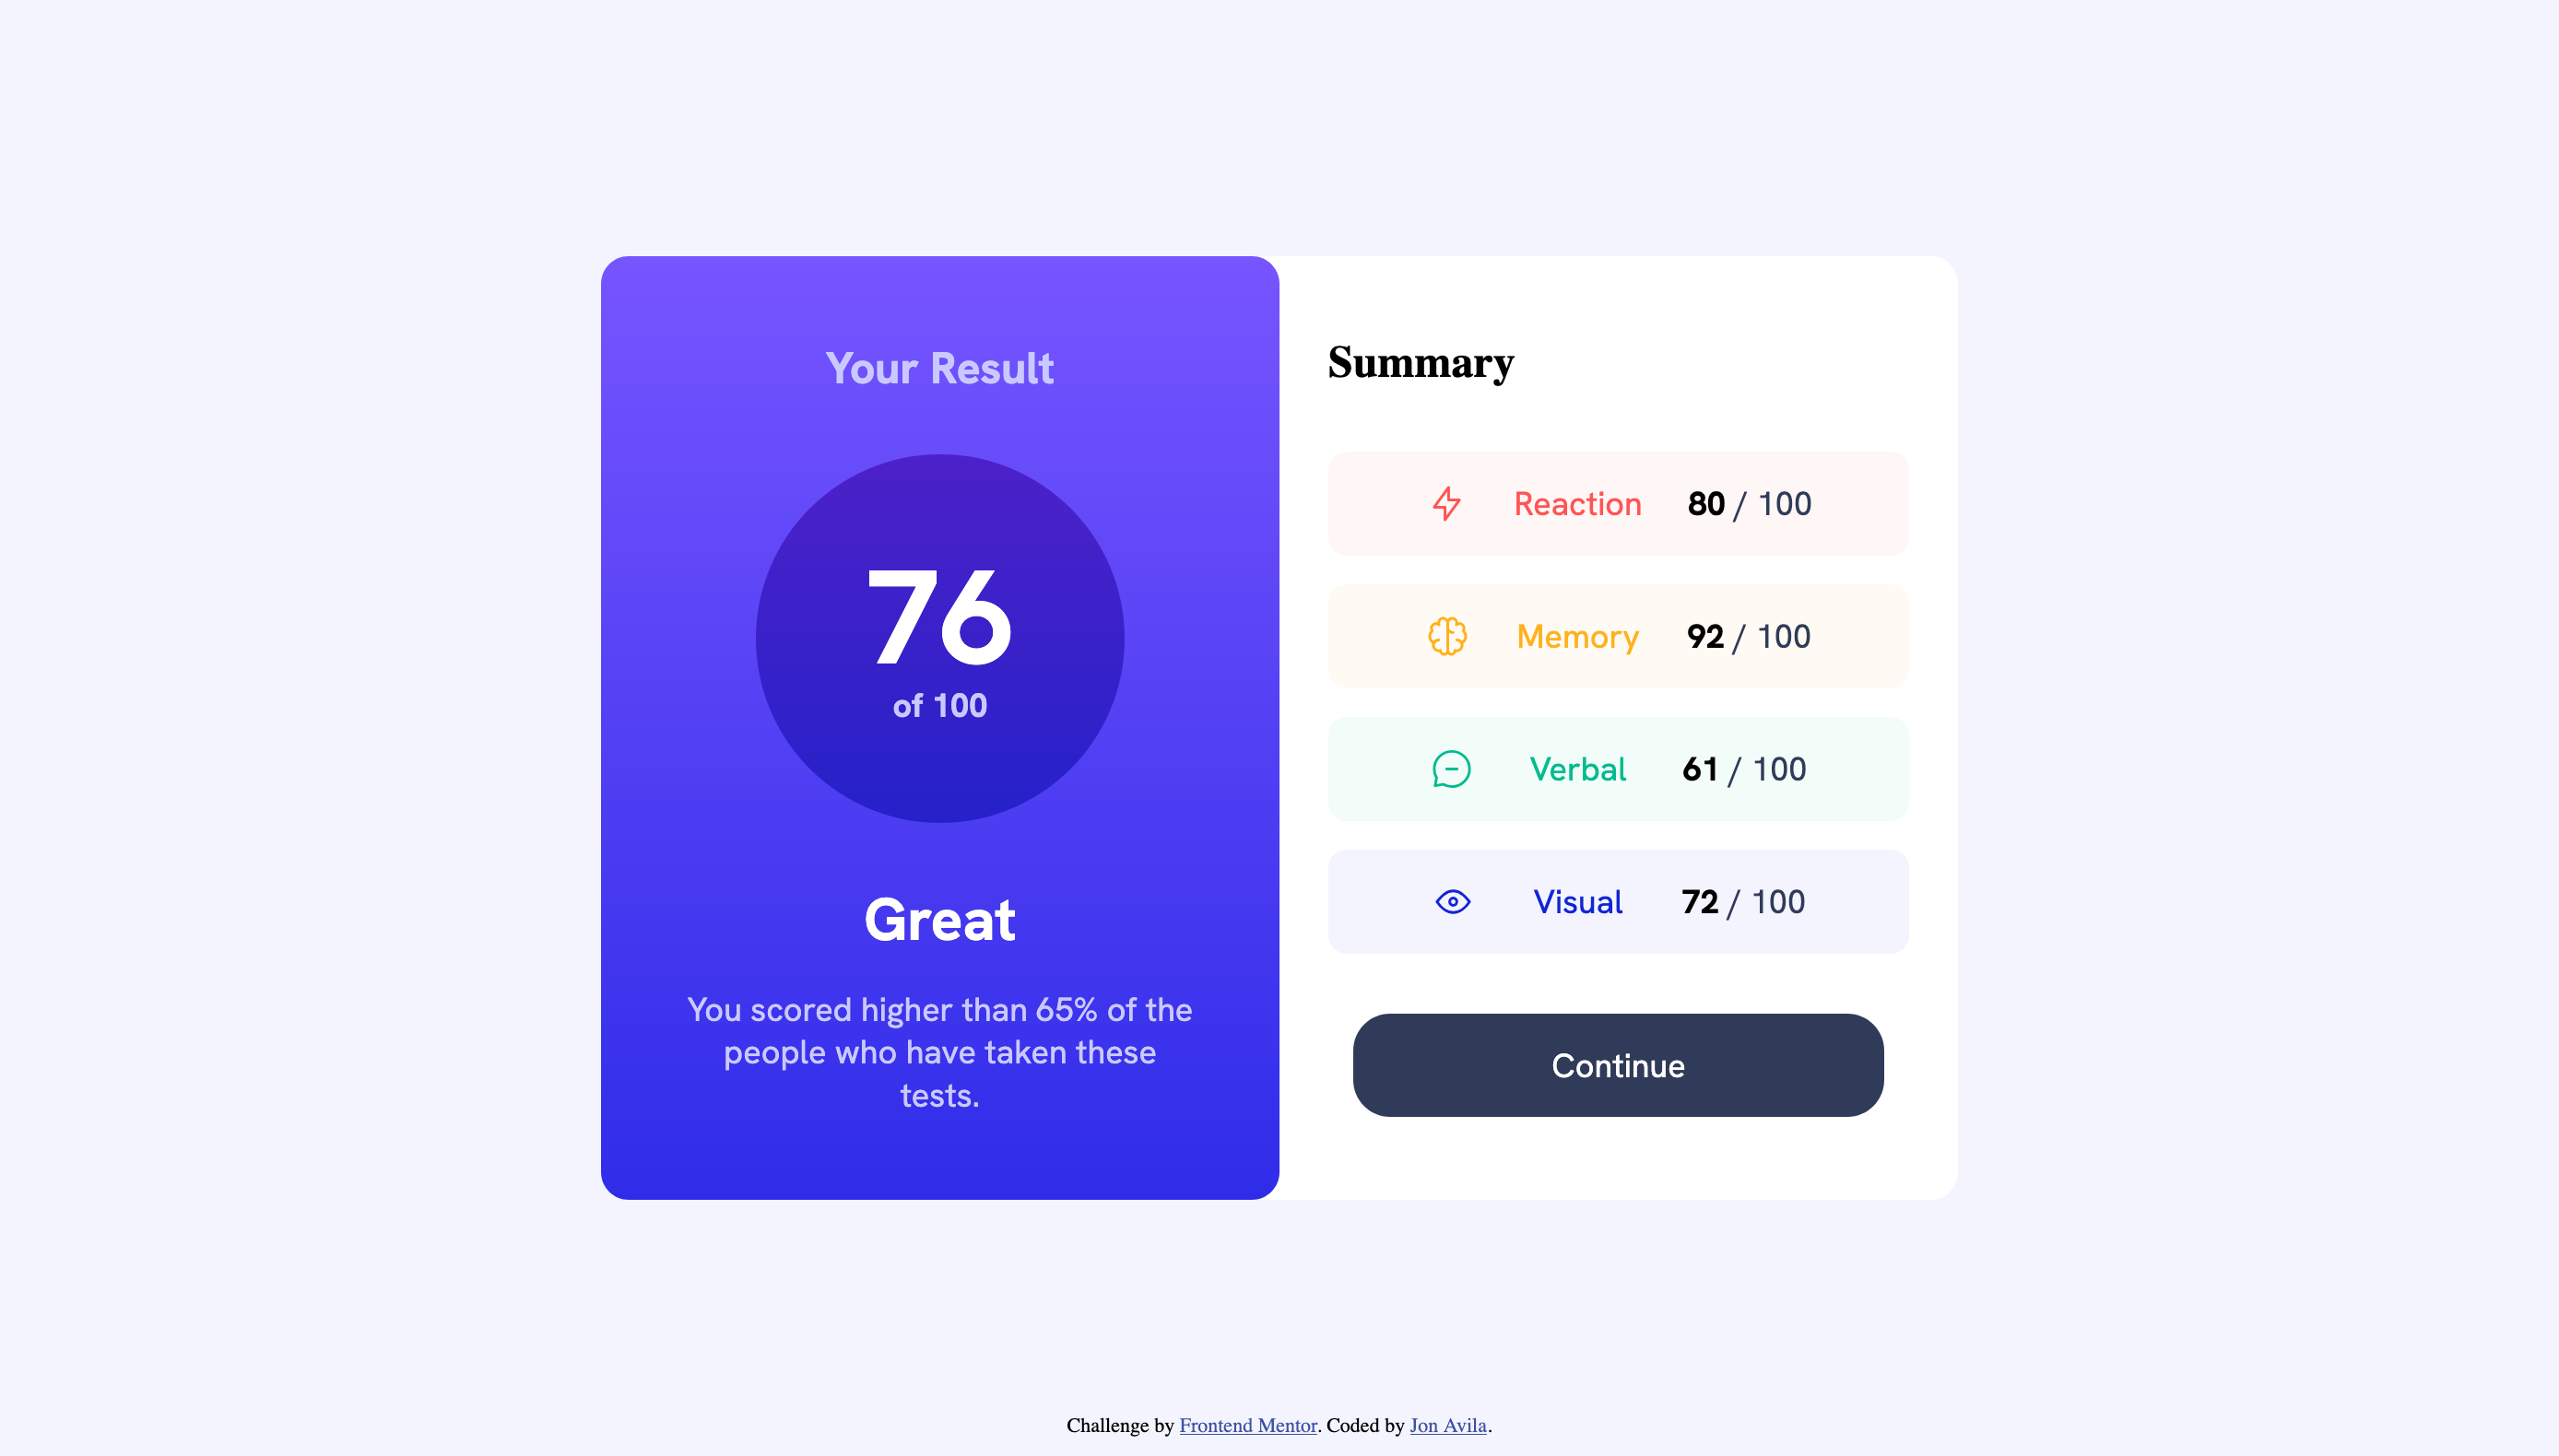 Your Result
76
of 100
Great
You scored higher than 65% of the
people who have taken these
tests.
Summary
Reaction 80 / 100
Memory 92 / 100
Verbal 61 / 100
Visual 72 / 100
Continue
Challenge by Frontend Mentor. Coded by Jon Avila.